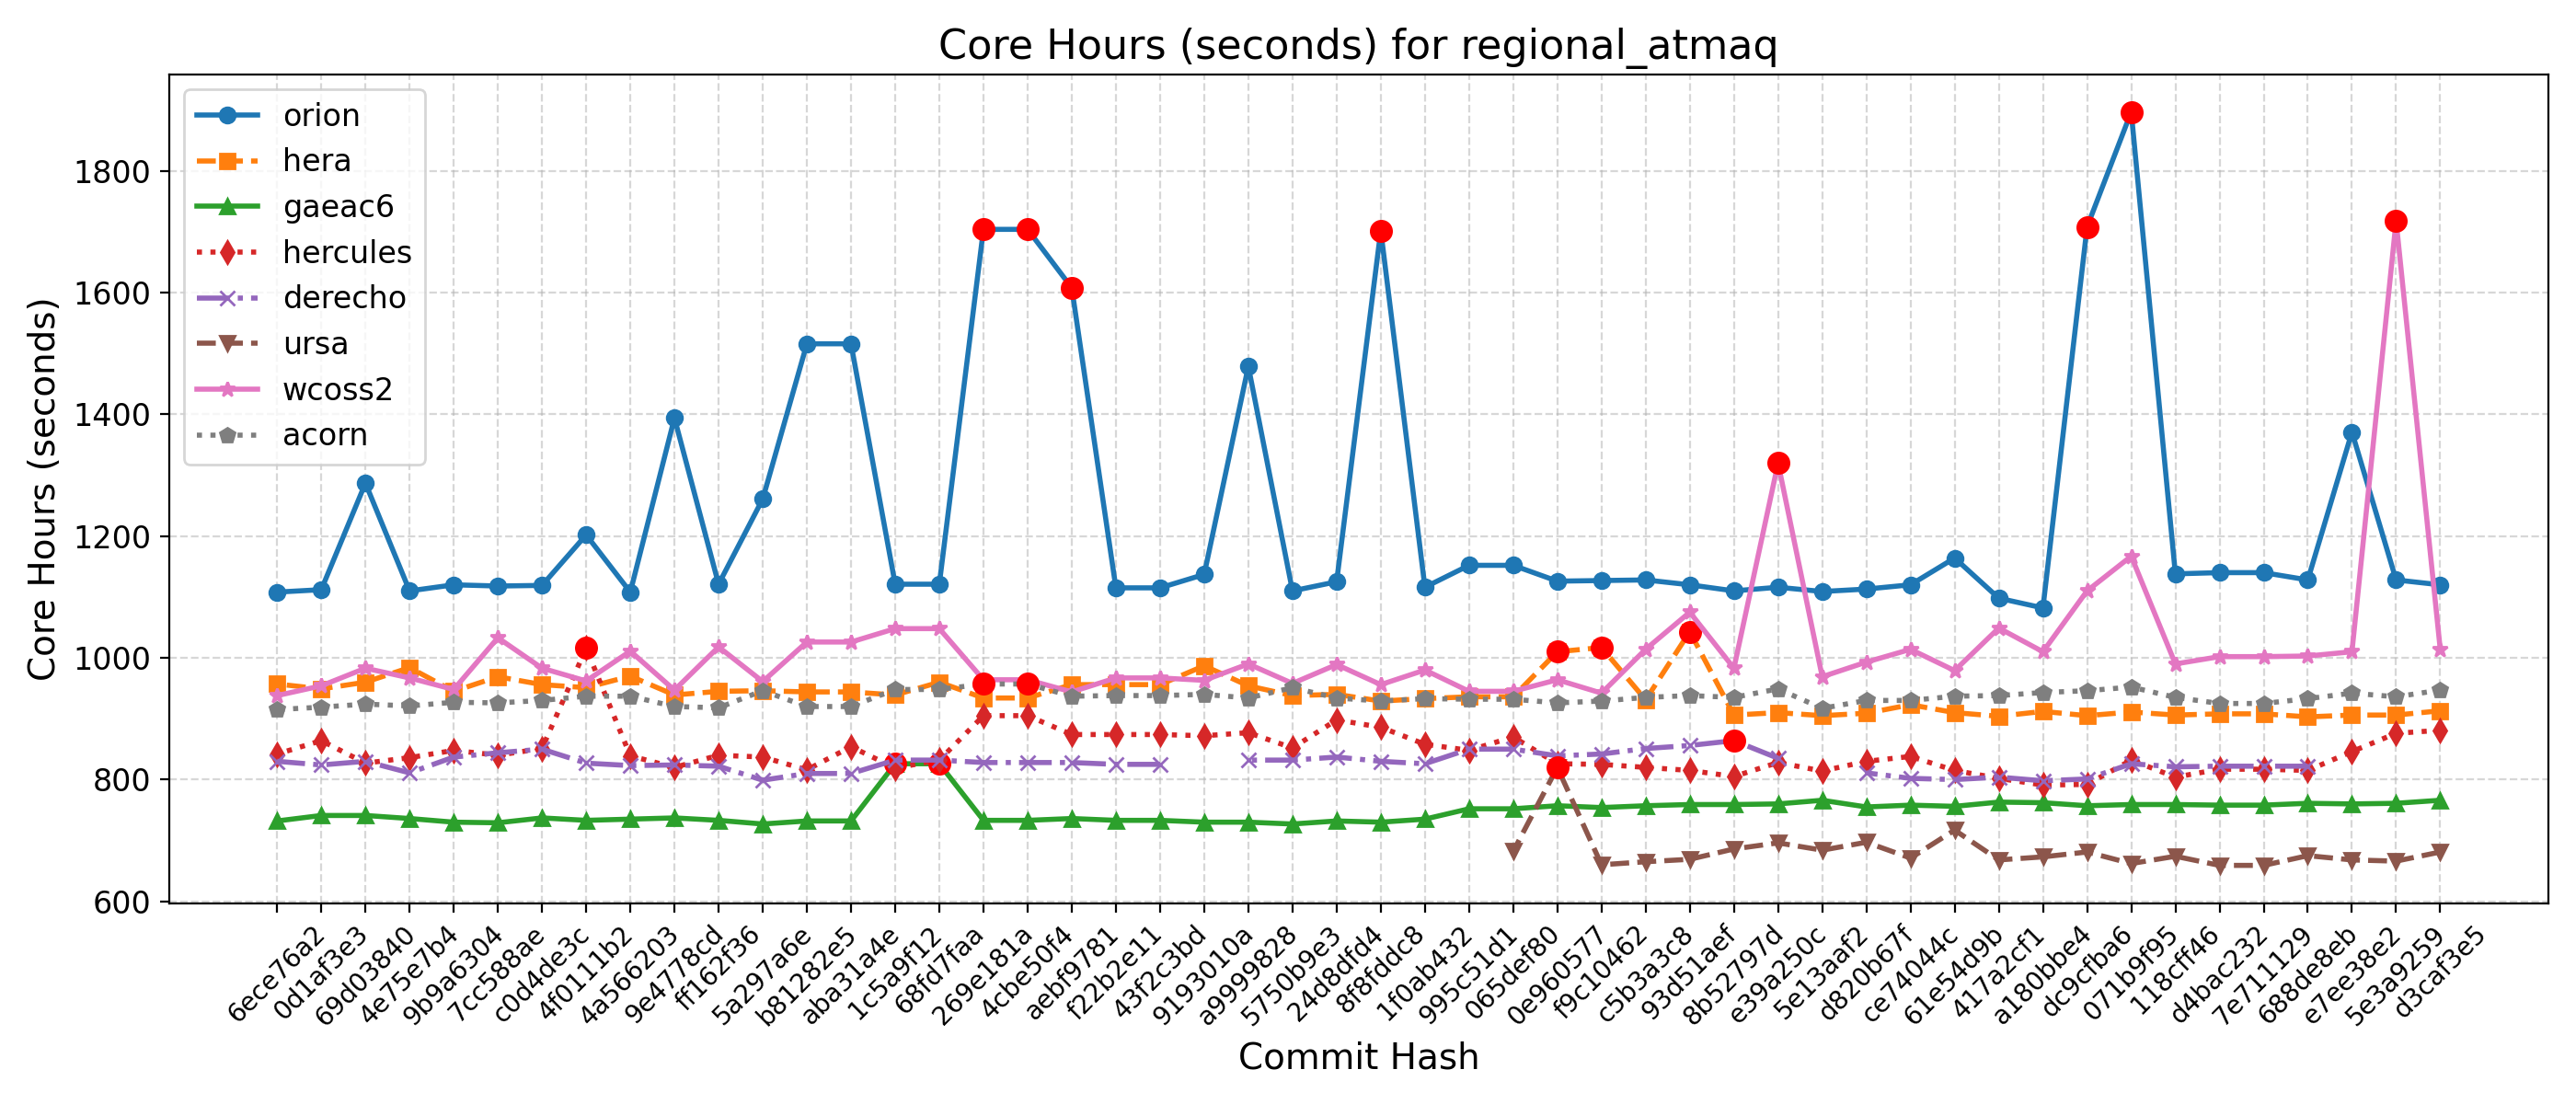 Core Hours (seconds) for regional_atmaq
orion
hera
gaeac6
hercules
derecho
ursa
wcoss2
acorn
Core Hours (seconds)
1800
1600
1400
1200
1000
800
600
6ece76a2
0d1af3e3
69d03840
4e75e7b4
9b9a6304
7cc588ae
c0d4de3c
4f0111b2
4a566203
9e4778cd
ff162f36
5a297a6e
b81282e5
aba31a4e
1c5a9f12
68fd7faa
269e181a
4cbe50f4
aebf9781
f22b2e11
43f2c3bd
9193010a
a9999828
5750b9e3
24d8dfd4
8f8fddc8
1f0ab432
995c51d1
065def80
0e960577
f9c10462
c5b3a3c8
93d51aef
8b52797d
e39a250c
5e13aaf2
d820b67f
ce74044c
61e54d9b
417a2cf1
a180bbe4
dc9cfba6
071b9f95
118cff46
d4bac232
7e711129
688de8eb
e7ee38e2
5e3a9259
d3caf3e5
Commit Hash